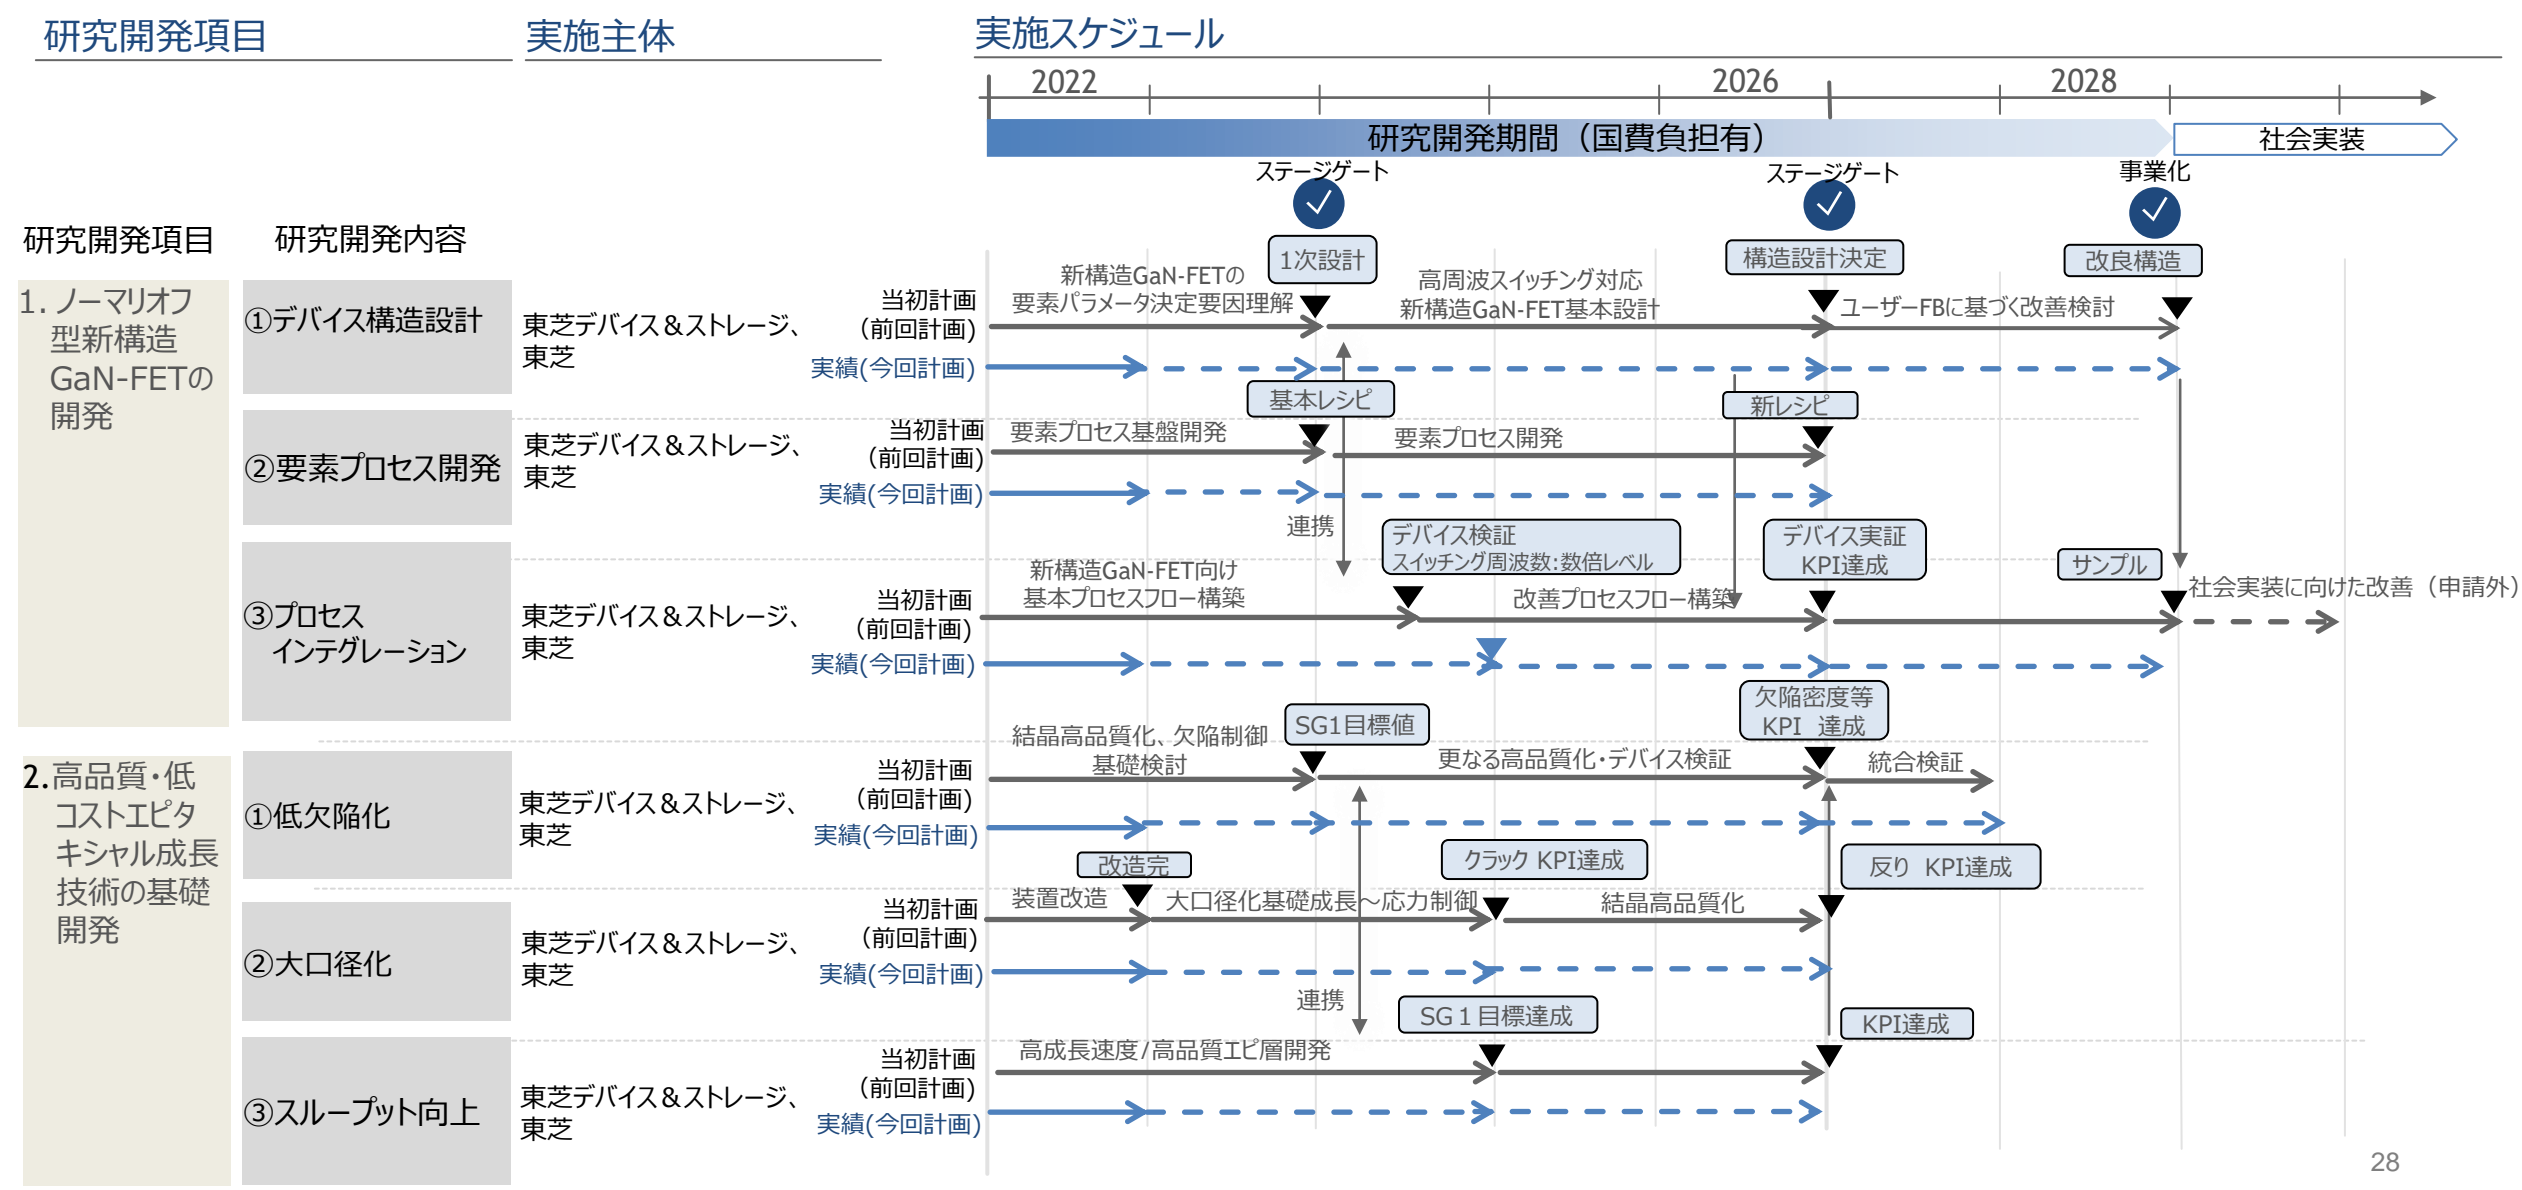 研究開発項目
実施主体
実施スケジュール
2022
2026
2028
研究開発期間（国費負担有）
社会実装
ステージゲート
ステージゲート
事業化
研究開発項目
研究開発内容
1次設計
構造設計決定
改良構造
1. ノーマリオフ
型新構造
GaN-FETの
開発
①デバイス構造設計
東芝デバイス＆ストレージ、
東芝
当初計画
（前回計画）
新構造GaN-FETの
要素パラメータ決定要因理解
高周波スイッチング対応
新構造GaN-FET基本設計
ユーザーFBに基づく改善検討
実績(今回計画)
基本レシピ
新レシピ
②要素プロセス開発
東芝デバイス＆ストレージ、
東芝
当初計画
（前回計画)
要素プロセス基盤開発
要素プロセス開発
実績(今回計画)
連携
デバイス検証
スイッチング周波数：数倍レベル
デバイス実証
KPI達成
サンプル
③プロセス
インテグレーション
東芝デバイス＆ストレージ、
東芝
当初計画
（前回計画)
新構造GaN-FET向け
基本プロセスフロー構築
改善プロセスフロー構築
社会実装に向けた改善（申請外）
実績(今回計画)
SG1目標値
欠陥密度等
KPI　達成
2.高品質・低
コストエピタ
キシャル成長
技術の基礎
開発
①低欠陥化
東芝デバイス＆ストレージ、
東芝
当初計画
（前回計画)
結晶高品質化、欠陥制御
基礎検討
更なる高品質化・デバイス検証
統合検証
実績(今回計画)
改造完
クラック KPI達成
反り　KPI達成
②大口径化
東芝デバイス＆ストレージ、
東芝
当初計画
（前回計画)
装置改造
大口径化基礎成長～応力制御
結晶高品質化
実績(今回計画)
連携
SG１目標達成
KPI達成
③スループット向上
東芝デバイス＆ストレージ、
東芝
当初計画
（前回計画)
高成長速度/高品質エピ層開発
実績(今回計画)
28